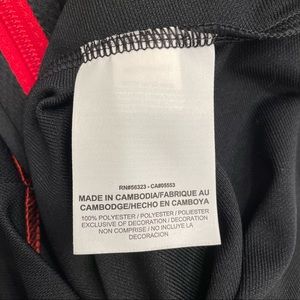 RN#56323 - CA#05553
MADE IN CAMBODIA/FABRIQUE AU
CAMBODGE/HECHO EN CAMBOYA
100% POLYESTER / POLYESTER / POLIESTER
EXCLUSIVE OF DECORATION / DECORATION
NON COMPRISE / NO INCLUYE LA
DECORACION